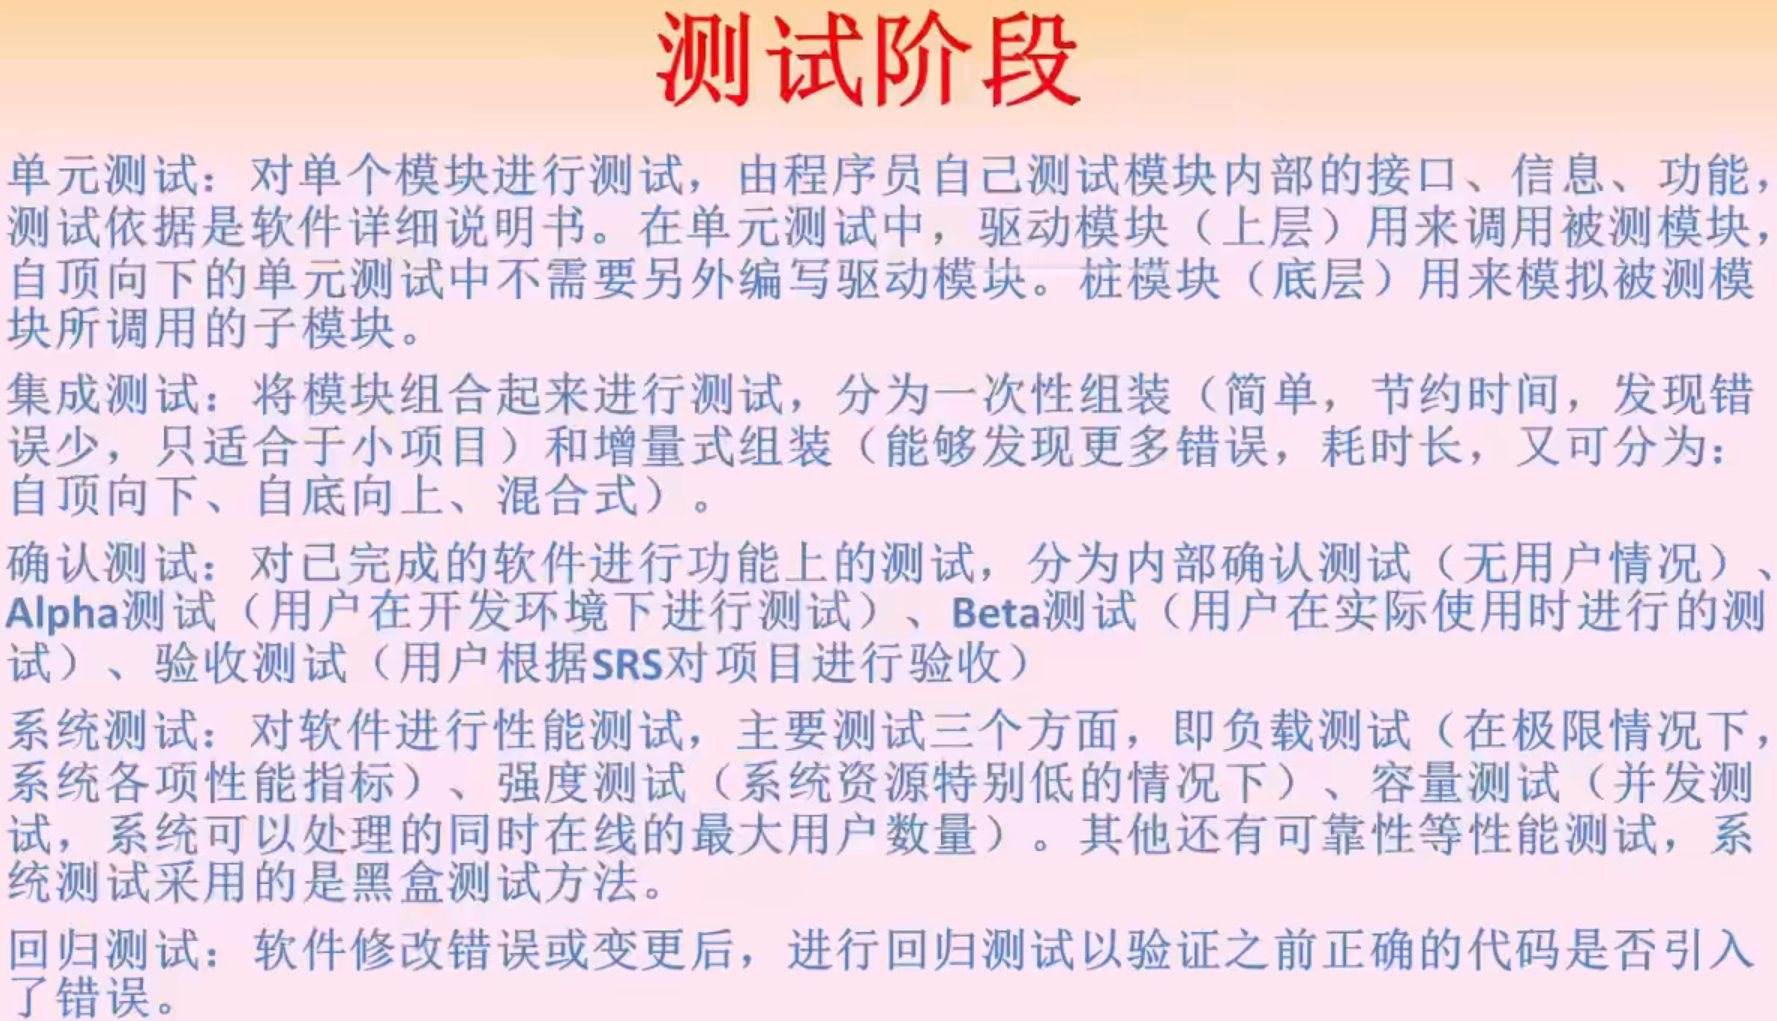 测试阶段
单元测试：对单个模块进行测试，由程序员自己测试模块内部的接口、信息、功能，
测试依据是软件详细说明书。在单元测试中，驱动模块（上层）用来调用被测模块，
自顶向下的单元测试中不需要另外编写驱动模块。桩模块（底层）用来模拟被测模
块所调用的子模块。
集成测试：将模块组合起来进行测试，分为一次性组装（简单，节约时间，发现错
误少，只适合于小项目）和增量式组装（能够发现更多错误，耗时长，又可分为：
自顶向下、自底向上、混合式）。
确认测试：对已完成的软件进行功能上的测试，分为内部确认测试（无用户情况）、
Alpha测试（用户在开发环境下进行测试）、Beta测试（用户在实际使用时进行的测
试）、验收测试（用户根据SRS对项目进行验收）
系统测试：对软件进行性能测试，主要测试三个方面，即负载测试（在极限情况下，
系统各项性能指标）、强度测试（系统资源特别低的情况下）、容量测试（并发测
试，系统可以处理的同时在线的最大用户数量）。其他还有可靠性等性能测试，系
统测试采用的是黑盒测试方法。
回归测试：软件修改错误或变更后，进行回归测试以验证之前正确的代码是否引入
了错误。